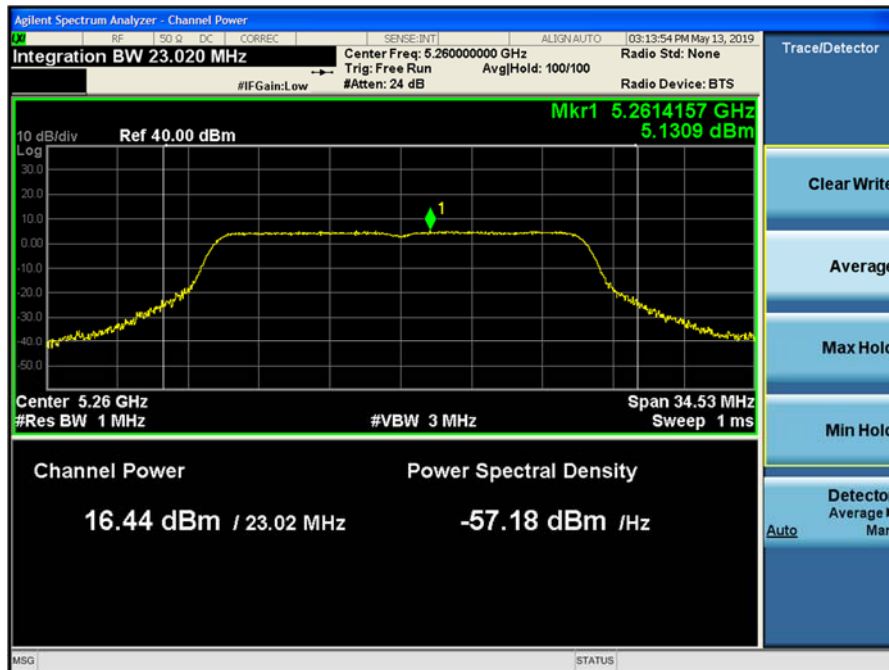 Agilent Spectrum Analyzer - Channel Power
LXI RF 50 Ω DC CORREC SENSE:INT ALIGN AUTO 03:13:54 PM May 13, 2019
Integration BW 23.020 MHz
Center Freq: 5.260000000 GHz
Radio Std: None
Trig: Free Run Avg|Hold: 100/100
#IFGain:Low
#Atten: 24 dB
Radio Device: BTS
Mkr1 5.2614157 GHz
5.1309 dBm
10 dB/div Ref 40.00 dBm
Log
30.0
20.0
10.0
0.00
-10.0
-20.0
-30.0
-40.0
-50.0
1
Center 5.26 GHz
Span 34.53 MHz
#Res BW 1 MHz
#VBW 3 MHz
Sweep 1 ms
Channel Power
Power Spectral Density
16.44 dBm / 23.02 MHz
-57.18 dBm /Hz
MSG
STATUS
Trace/Detector
Clear Write
Average
Max Hold
Min Hold
Detector
Average
Auto Man